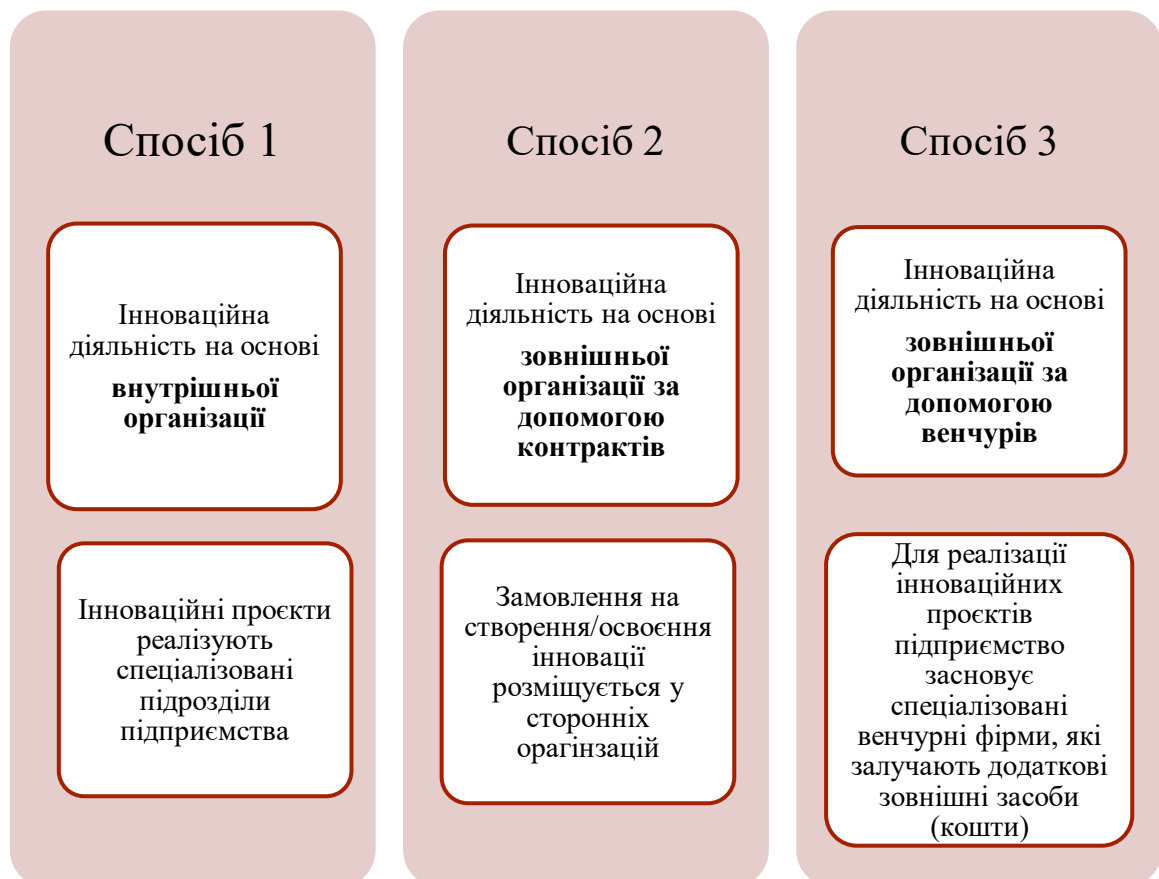 Спосіб 1
Інноваційна
діяльність на основі
внутрішньої
організації
Інноваційні проєкти
реалізують
спеціалізовані
підрозділи
підприємства
Спосіб 2
Інноваційна
діяльність на основі
зовнішньої
організації за
допомогою
контрактів
Замовлення на
створення/освоєння
інновації
розміщується у
сторонніх
орагінзацій
Спосіб 3
Інноваційна
діяльність на основі
зовнішньої
організації за
допомогою
венчурів
Для реалізації
інноваційних
проєктів
підприємство
засновує
спеціалізовані
венчурні фірми, які
залучають додаткові
зовнішні засоби
(кошти)